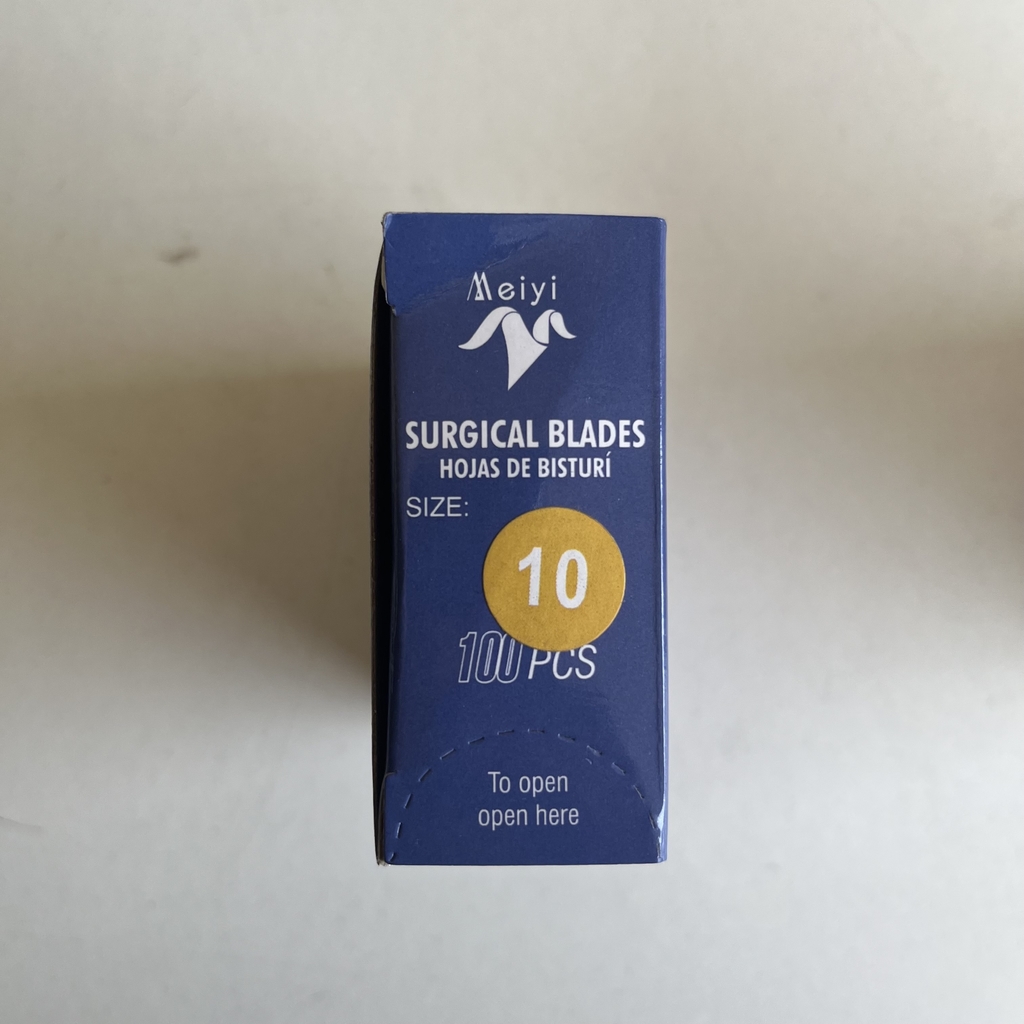 Meiyi
SURGICAL BLADES
HOJAS DE BISTURÍ
SIZE:
10
100 PCS
To open
open here